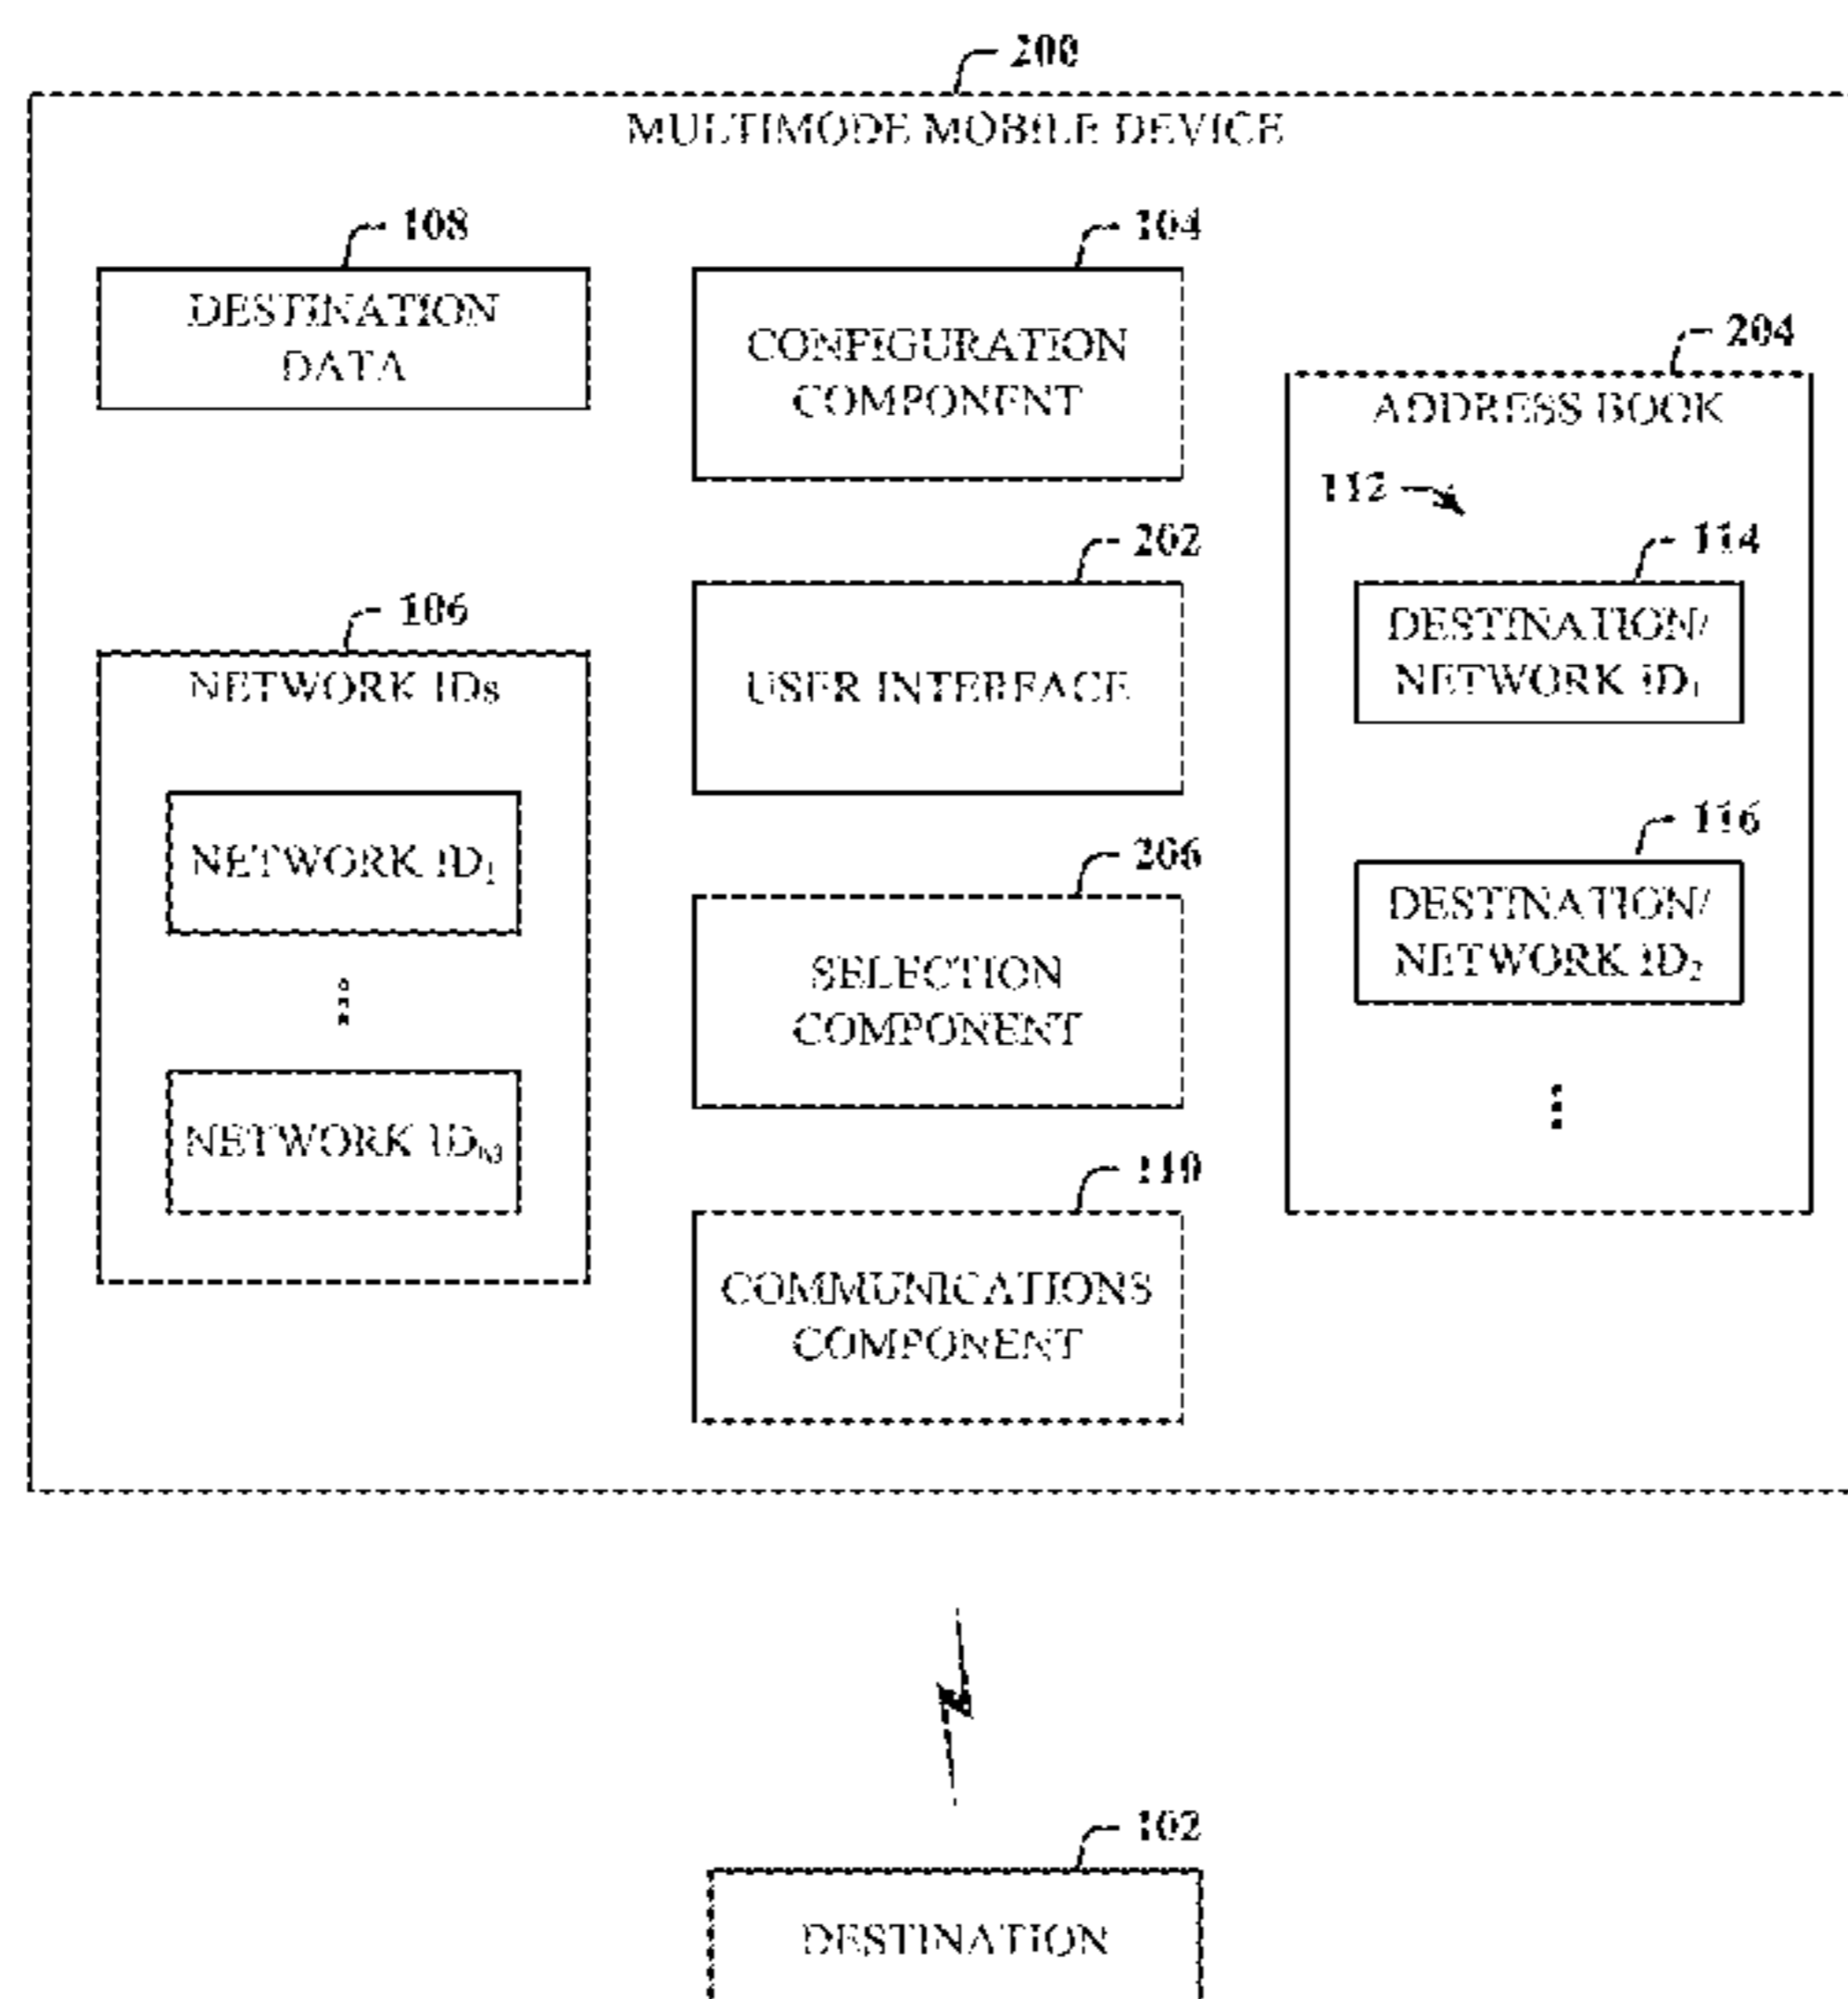 200
MULTIMODE MOBILE DEVICE
108
DESTINATION
DATA
104
CONFIGURATION
COMPONENT
204
ADDRESS BOOK
112
202
USER INTERFACE
114
DESTINATION/
NETWORK ID₁
106
NETWORK IDs
NETWORK ID₁
⋮
NETWORK ID
206
SELECTION
COMPONENT
116
DESTINATION/
NETWORK ID₂
⋮
110
COMMUNICATIONS
COMPONENT
102
DESTINATION